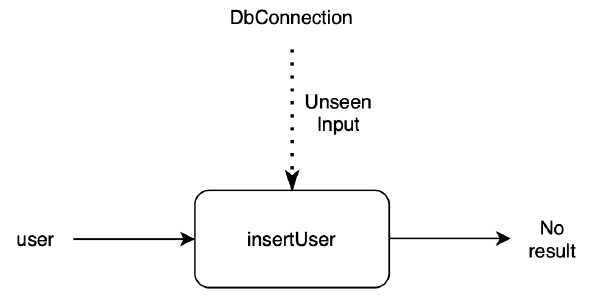 DbConnection
Unseen
Input
user
insertUser
No
result